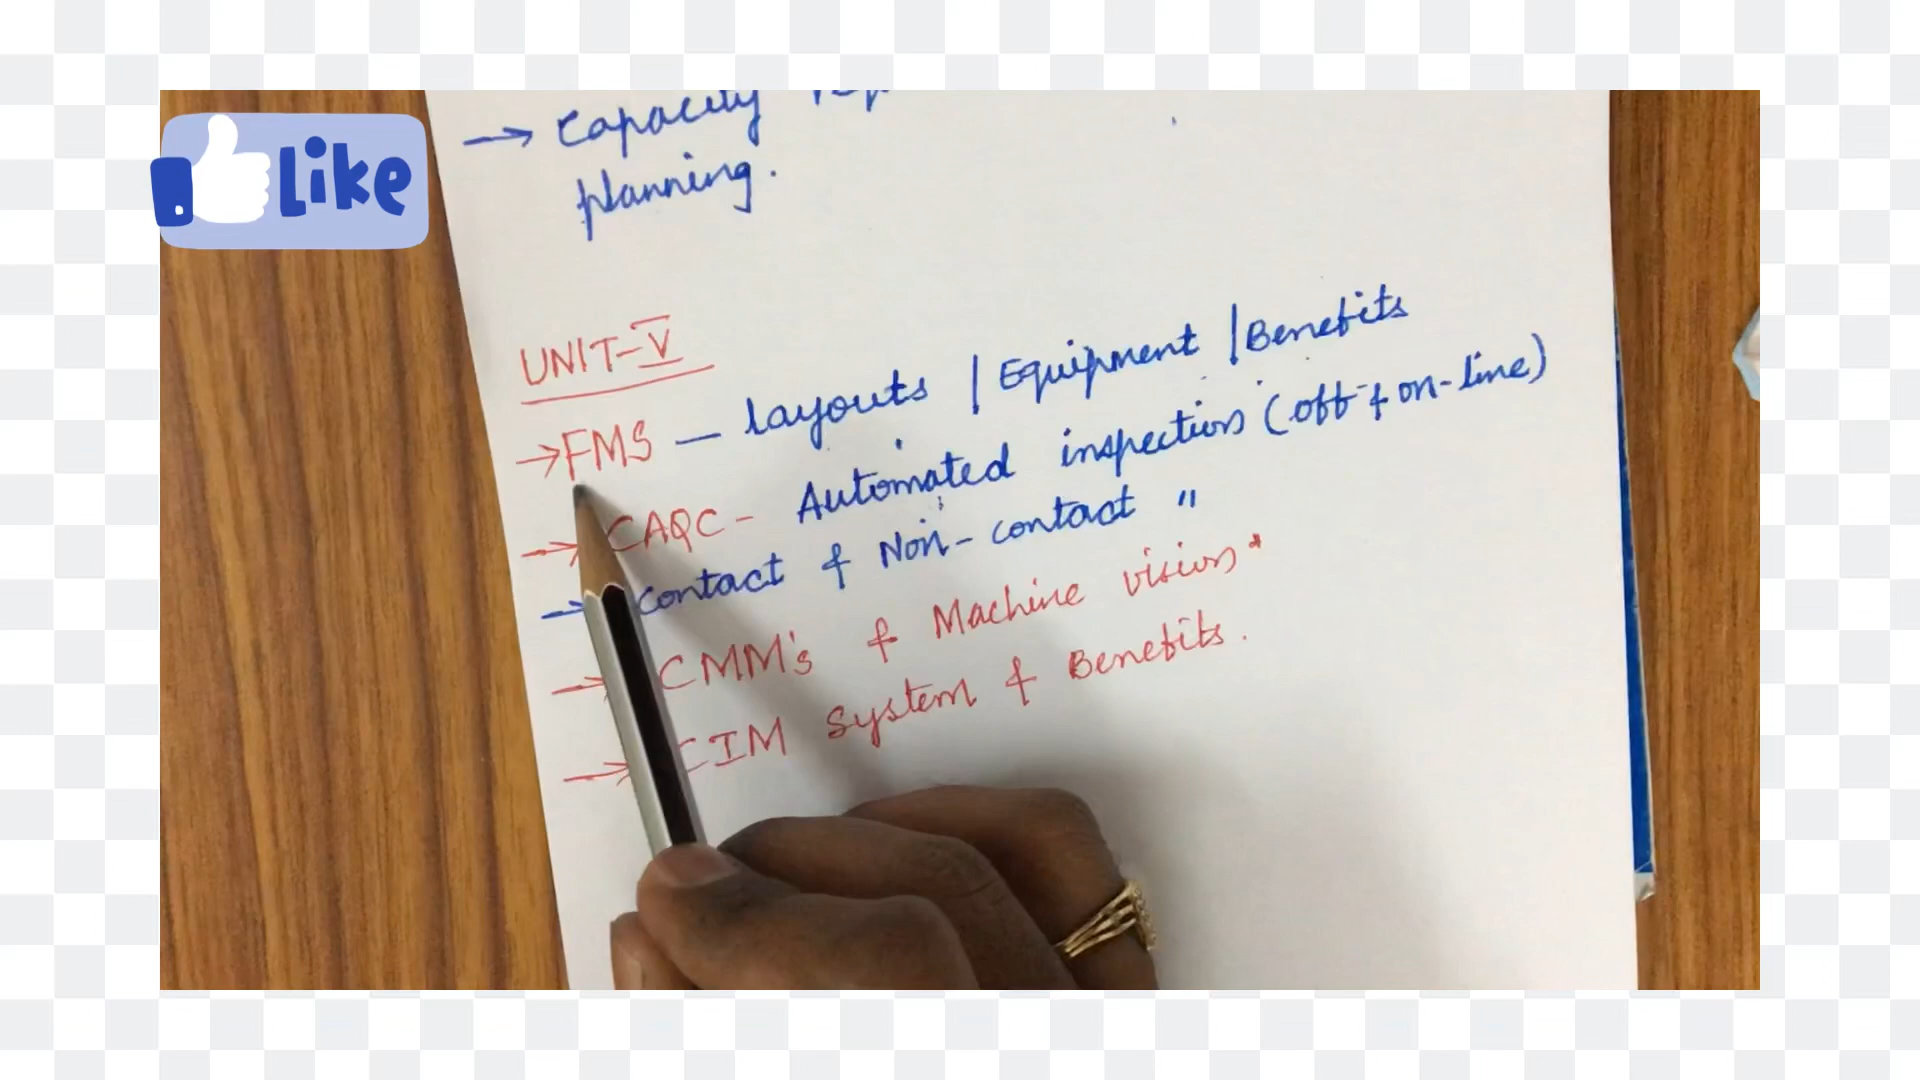 Like
→ Capacity
planning.
UNIT-V
→ FMS — layouts | Equipment | Benefits
→ CAQC - Automated inspection (off & on-line)
→ contact & Non-contact "
→ CMM's & Machine vision.
→ CIM system & Benefits.